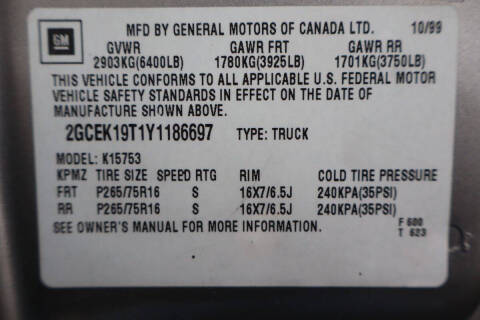 MFD BY GENERAL MOTORS OF CANADA LTD. 10/99
GM
GVWR GAWR FRT GAWR RR
2903KG(6400LB) 1780KG(3925LB) 1701KG(3750LB)
THIS VEHICLE CONFORMS TO ALL APPLICABLE U.S. FEDERAL MOTOR
VEHICLE SAFETY STANDARDS IN EFFECT ON THE DATE OF
MANUFACTURE SHOWN ABOVE.
2GCEK19T1Y1186697 TYPE: TRUCK
MODEL: K15753
KPMZ TIRE SIZE SPEED RTG RIM COLD TIRE PRESSURE
FRT P265/75R16 S 16X7/6.5J 240KPA(35PSI)
RR P265/75R16 S 16X7/6.5J 240KPA(35PSI)
SEE OWNER'S MANUAL FOR MORE INFORMATION. F 600
T 623